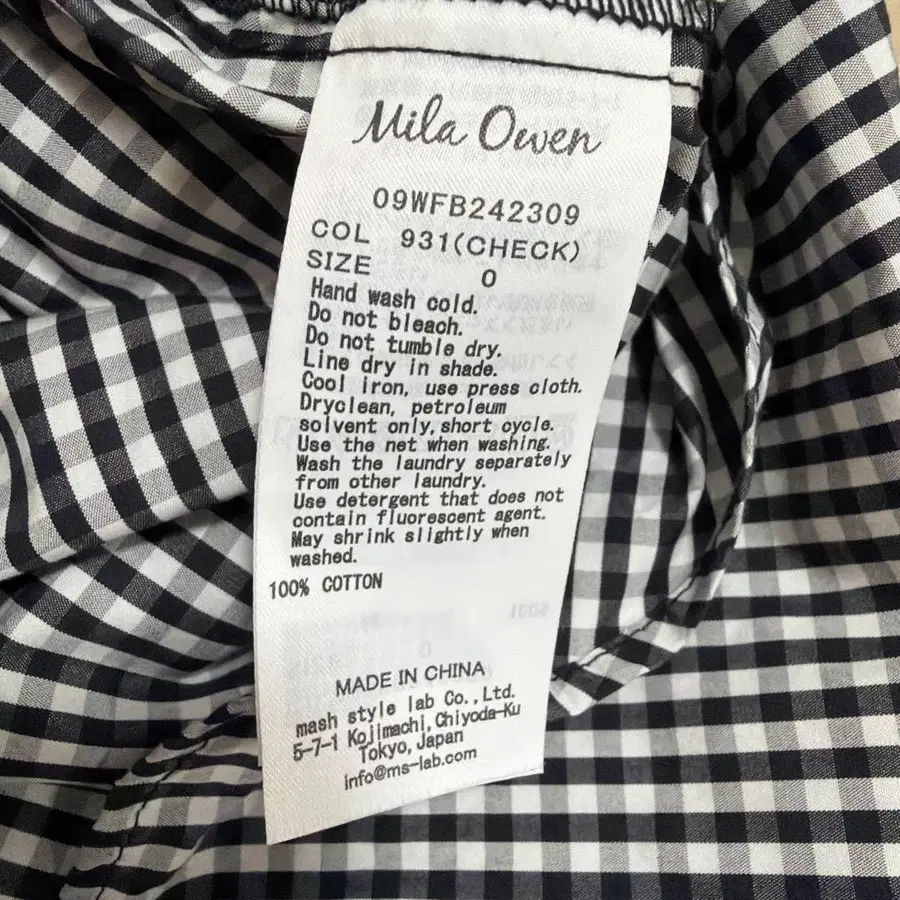 Mila Owen
09WFB242309
COL 931(CHECK)
SIZE 0
Hand wash cold.
Do not bleach.
Do not tumble dry.
Line dry in shade.
Cool iron, use press cloth.
Dryclean, petroleum
solvent only,short cycle.
Use the net when washing.
Wash the laundry separately
from other laundry.
Use detergent that does not
contain fluorescent agent.
May shrink slightly when
washed.
100% COTTON
MADE IN CHINA
mash style lab Co.,Ltd.
5-7-1 Kojimachi,Chiyoda-Ku
Tokyo,Japan
info@ms-lab.com